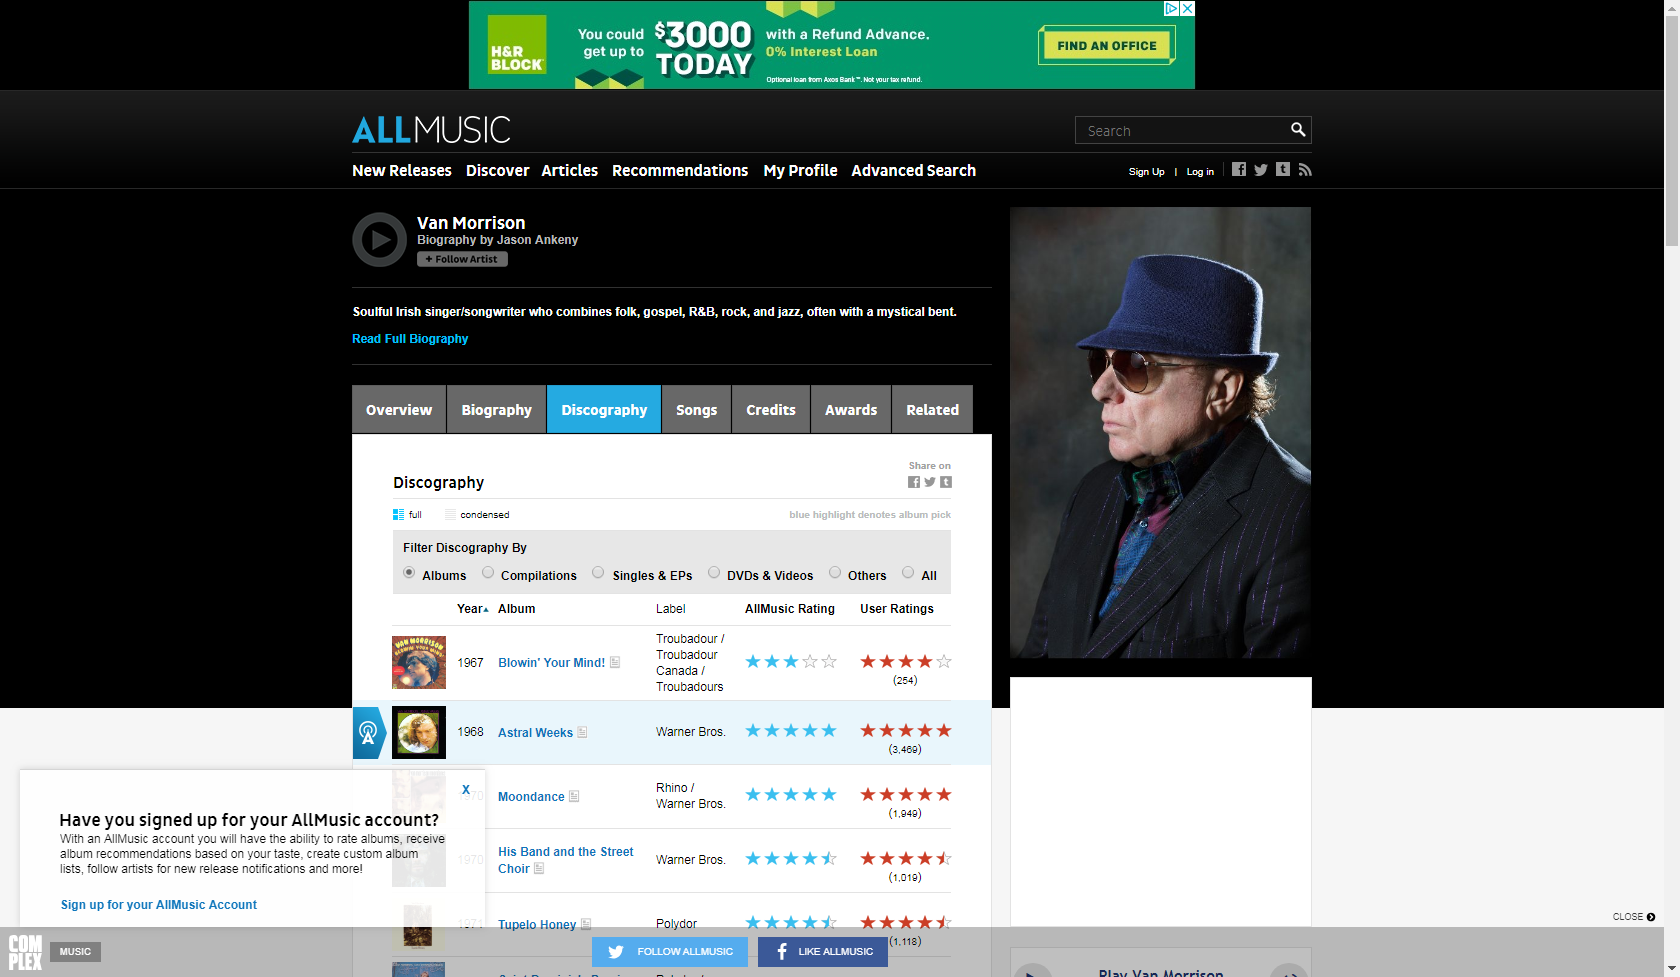 H&R
BLOCK
You could
get up to
$3000
TODAY
with a Refund Advance.
0% Interest Loan
Optional loan from Axos Bank™. Not your tax refund.
FIND AN OFFICE
ALLMUSIC
Search
New Releases Discover Articles Recommendations My Profile Advanced Search
Sign Up | Log in
Van Morrison
Biography by Jason Ankeny
+ Follow Artist
Soulful Irish singer/songwriter who combines folk, gospel, R&B, rock, and jazz, often with a mystical bent.
Read Full Biography
Overview Biography Discography Songs Credits Awards Related
Share on
Discography
full condensed blue highlight denotes album pick
Filter Discography By
Albums Compilations Singles & EPs DVDs & Videos Others All
Year Album Label AllMusic Rating User Ratings
VAN MORRISON
BLOWIN' YOUR MIND!
1967 Blowin' Your Mind! Troubadour /
Troubadour
Canada /
Troubadours
(254)
1968 Astral Weeks Warner Bros.
(3,469)
1970 Moondance Rhino /
Warner Bros.
(1,949)
1970 His Band and the Street
Choir Warner Bros.
(1,019)
1971 Tupelo Honey Polydor
(1,118)
X
Have you signed up for your AllMusic account?
With an AllMusic account you will have the ability to rate albums, receive
album recommendations based on your taste, create custom album
lists, follow artists for new release notifications and more!
Sign up for your AllMusic Account
CLOSE
COM
PLEX
MUSIC
FOLLOW ALLMUSIC
LIKE ALLMUSIC
Play Van Morrison